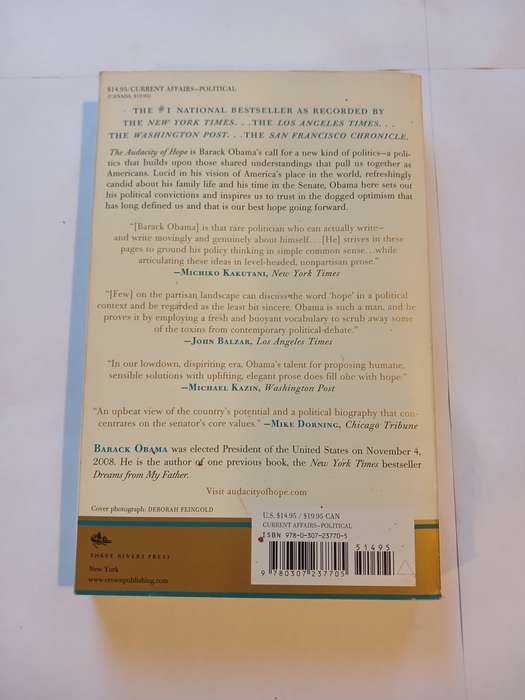 $14.95/CURRENT AFFAIRS—POLITICAL
THE #1 NATIONAL BESTSELLER AS RECORDED BY
THE NEW YORK TIMES. . .THE LOS ANGELES TIMES. . .
THE WASHINGTON POST. . .THE SAN FRANCISCO CHRONICLE.
The Audacity of Hope is Barack Obama's call for a new kind of politics—a poli-
tics that builds upon those shared understandings that pull us together as
Americans. Lucid in his vision of America's place in the world, refreshingly
candid about his family life and his time in the Senate, Obama here sets out
his political convictions and inspires us to trust in the dogged optimism that
has long defined us and that is our best hope going forward.
"[Barack Obama] is that rare politician who can actually write—
and write movingly and genuinely about himself. . . .[He] strives in these
pages to ground his policy thinking in simple common sense. . .while
articulating these ideas in level-headed, nonpartisan prose."
—MICHIKO KAKUTANI, New York Times
"[Few] on the partisan landscape can discuss the word 'hope' in a political
context and be regarded as the least bit sincere. Obama is such a man, and he
proves it by employing a fresh and buoyant vocabulary to scrub away some
of the toxins from contemporary political debate."
—JOHN BALZAR, Los Angeles Times
"In our lowdown, dispiriting era, Obama's talent for proposing humane,
sensible solutions with uplifting, elegant prose does fill one with hope."
—MICHAEL KAZIN, Washington Post
"An upbeat view of the country's potential and a political biography that con-
centrates on the senator's core values." —MIKE DORNING, Chicago Tribune
BARACK OBAMA was elected President of the United States on November 4,
2008. He is the author of one previous book, the New York Times bestseller
Dreams from My Father.
Visit audacityofhope.com
Cover photograph: DEBORAH FEINGOLD
THREE RIVERS PRESS
New York
www.crownpublishing.com
U.S. $14.95 / $19.95 CAN
CURRENT AFFAIRS—POLITICAL
ISBN 978-0-307-23770-5
51495
9 780307 237705